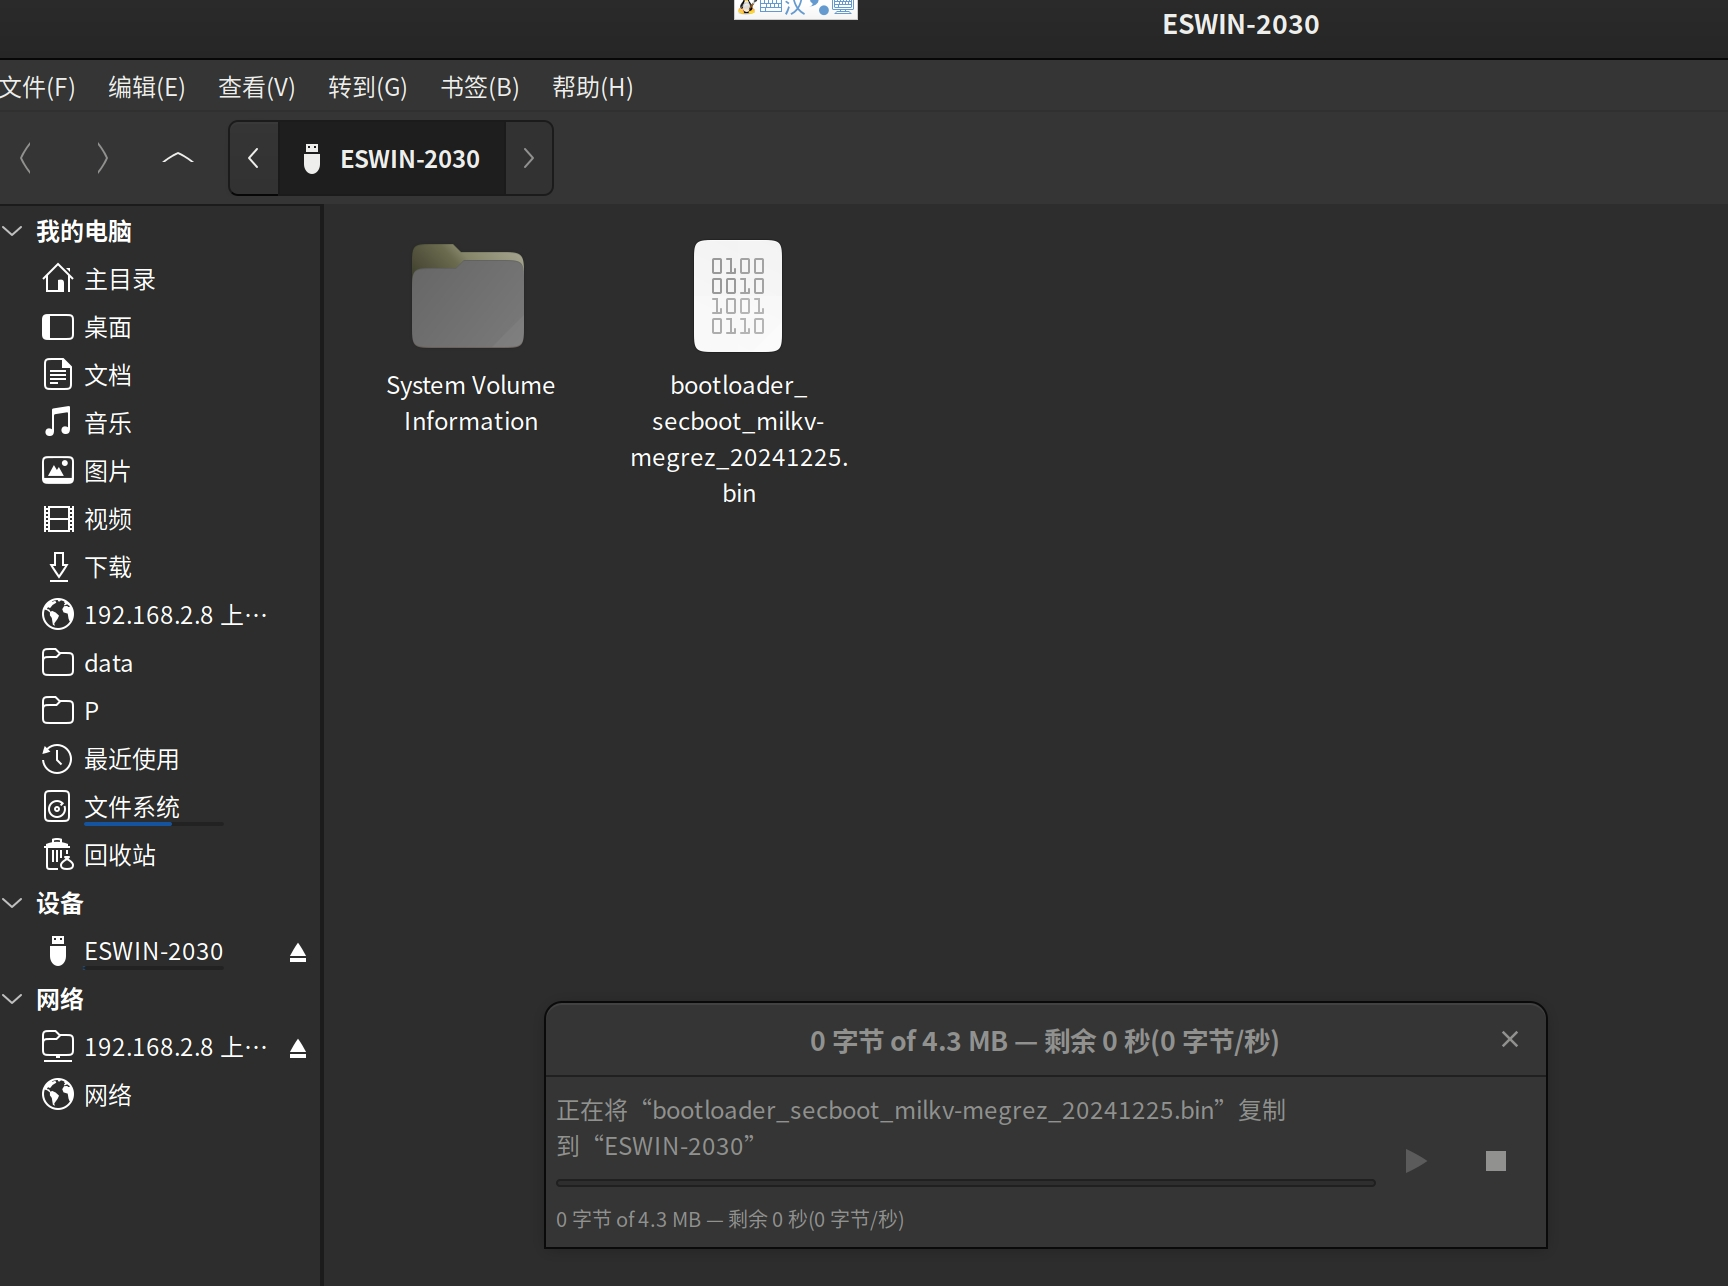 汉
ESWIN-2030
文件(F) 编辑(E) 查看(V) 转到(G) 书签(B) 帮助(H)
ESWIN-2030
我的电脑
主目录
桌面
文档
音乐
图片
视频
下载
192.168.2.8 上…
data
P
最近使用
文件系统
回收站
设备
ESWIN-2030
网络
192.168.2.8 上…
网络
System Volume
Information
0100
0010
1001
0110
bootloader_
secboot_milkv-
megrez_20241225.
bin
0 字节 of 4.3 MB — 剩余 0 秒(0 字节/秒)
正在将“bootloader_secboot_milkv-megrez_20241225.bin”复制
到“ESWIN-2030”
0 字节 of 4.3 MB — 剩余 0 秒(0 字节/秒)